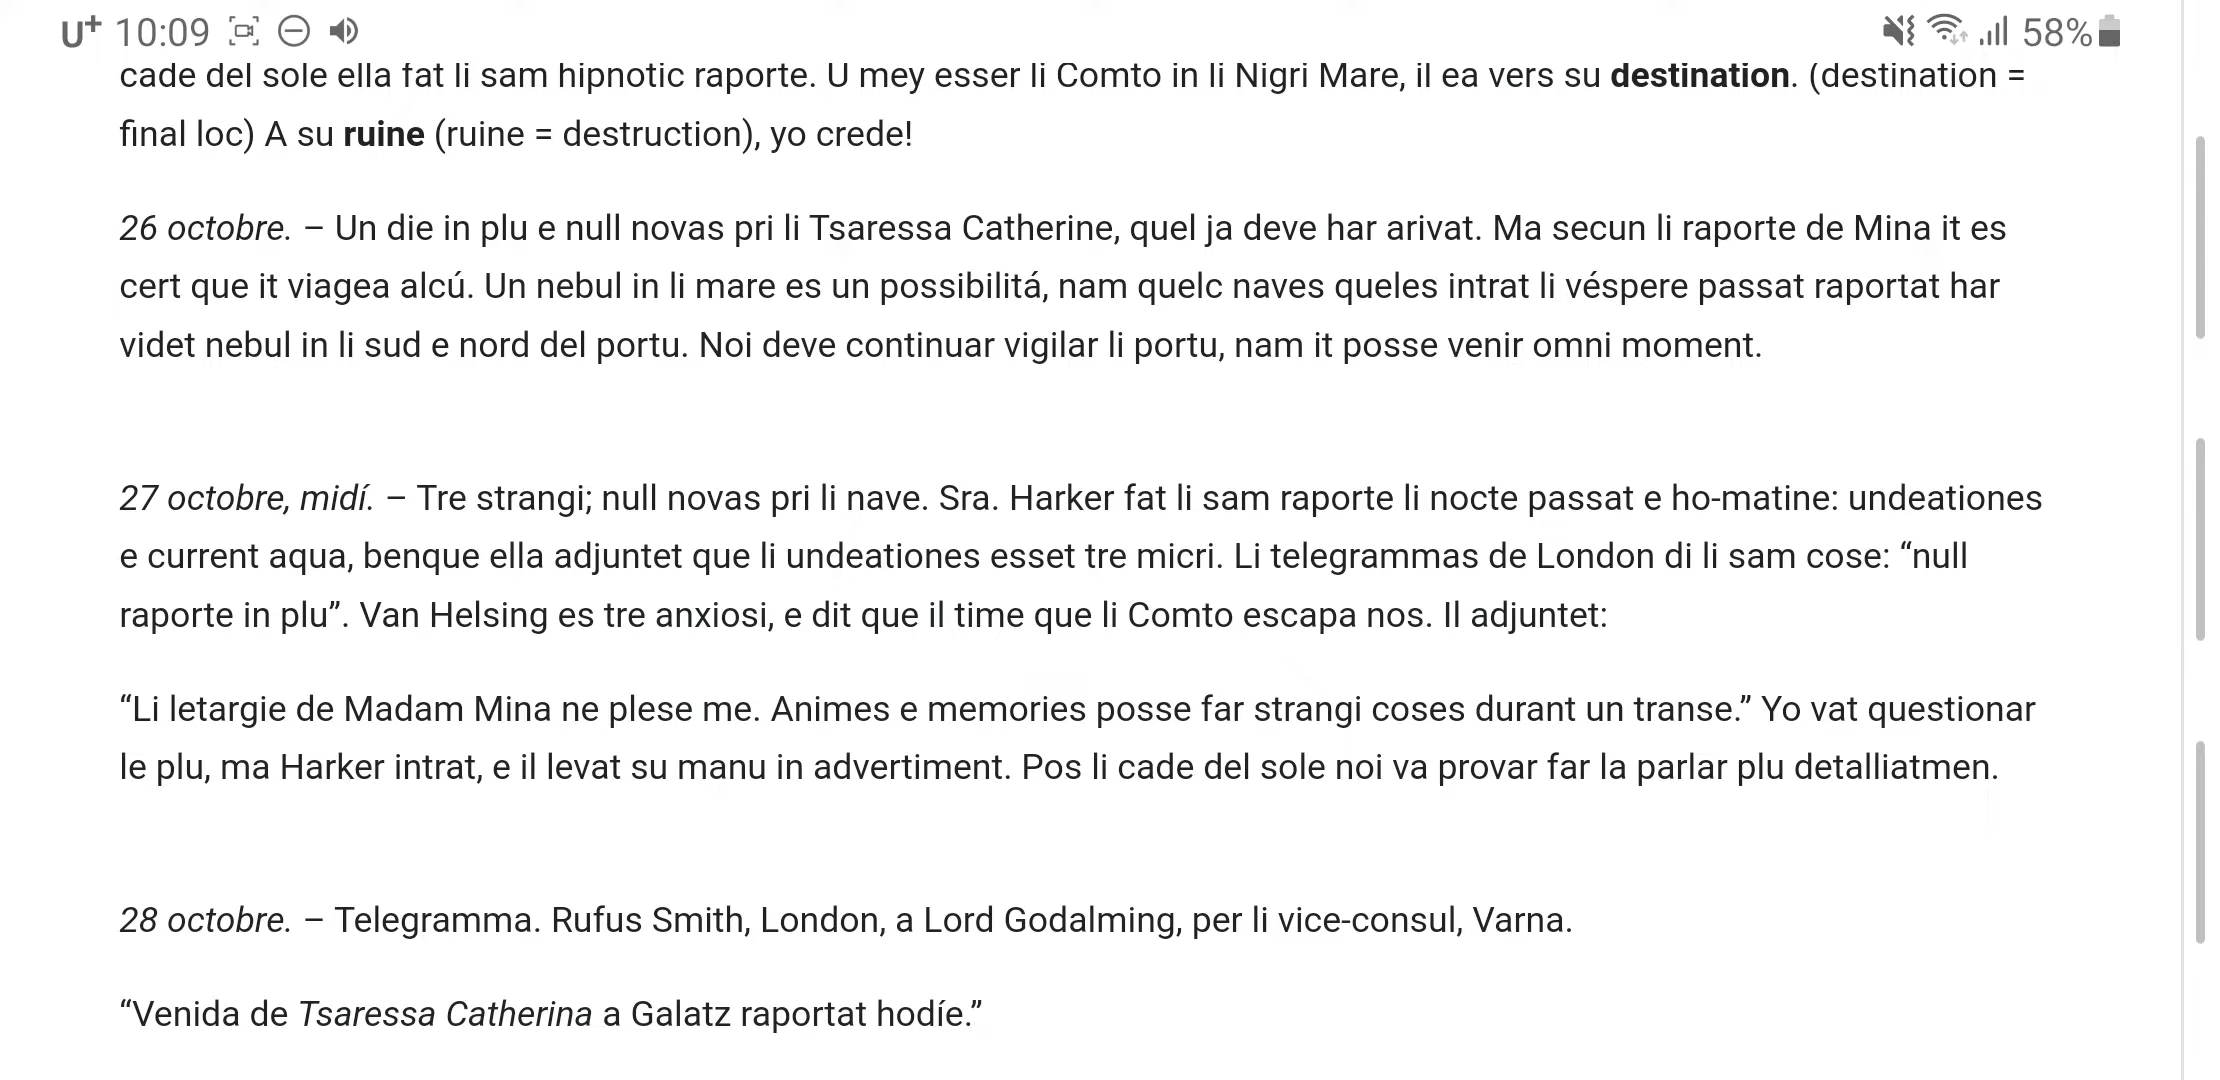 U+ 10:09 58%
cade del sole ella fat li sam hipnotic raporte. U mey esser li Comto in li Nigri Mare, il ea vers su destination. (destination =
final loc) A su ruine (ruine = destruction), yo crede!
26 octobre. – Un die in plu e null novas pri li Tsaressa Catherine, quel ja deve har arivat. Ma secun li raporte de Mina it es
cert que it viagea alcú. Un nebul in li mare es un possibilitá, nam quelc naves queles intrat li véspere passat raportat har
videt nebul in li sud e nord del portu. Noi deve continuar vigilar li portu, nam it posse venir omni moment.
27 octobre, midí. – Tre strangi; null novas pri li nave. Sra. Harker fat li sam raporte li nocte passat e ho-matine: undeationes
e current aqua, benque ella adjuntet que li undeationes esset tre micri. Li telegrammas de London di li sam cose: “null
raporte in plu”. Van Helsing es tre anxiosi, e dit que il time que li Comto escapa nos. Il adjuntet:
“Li letargie de Madam Mina ne plese me. Animes e memories posse far strangi coses durant un transe.” Yo vat questionar
le plu, ma Harker intrat, e il levat su manu in advertiment. Pos li cade del sole noi va provar far la parlar plu detalliatmen.
28 octobre. – Telegramma. Rufus Smith, London, a Lord Godalming, per li vice-consul, Varna.
“Venida de Tsaressa Catherina a Galatz raportat hodíe.”